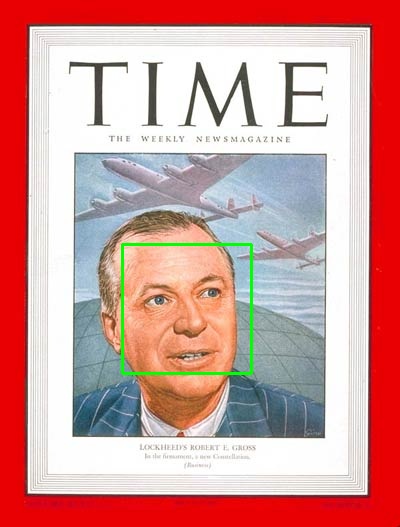 TIME
THE WEEKLY NEWSMAGAZINE
LOCKHEED'S ROBERT E. GROSS
In the firmament, a new Constellation.
(Business)